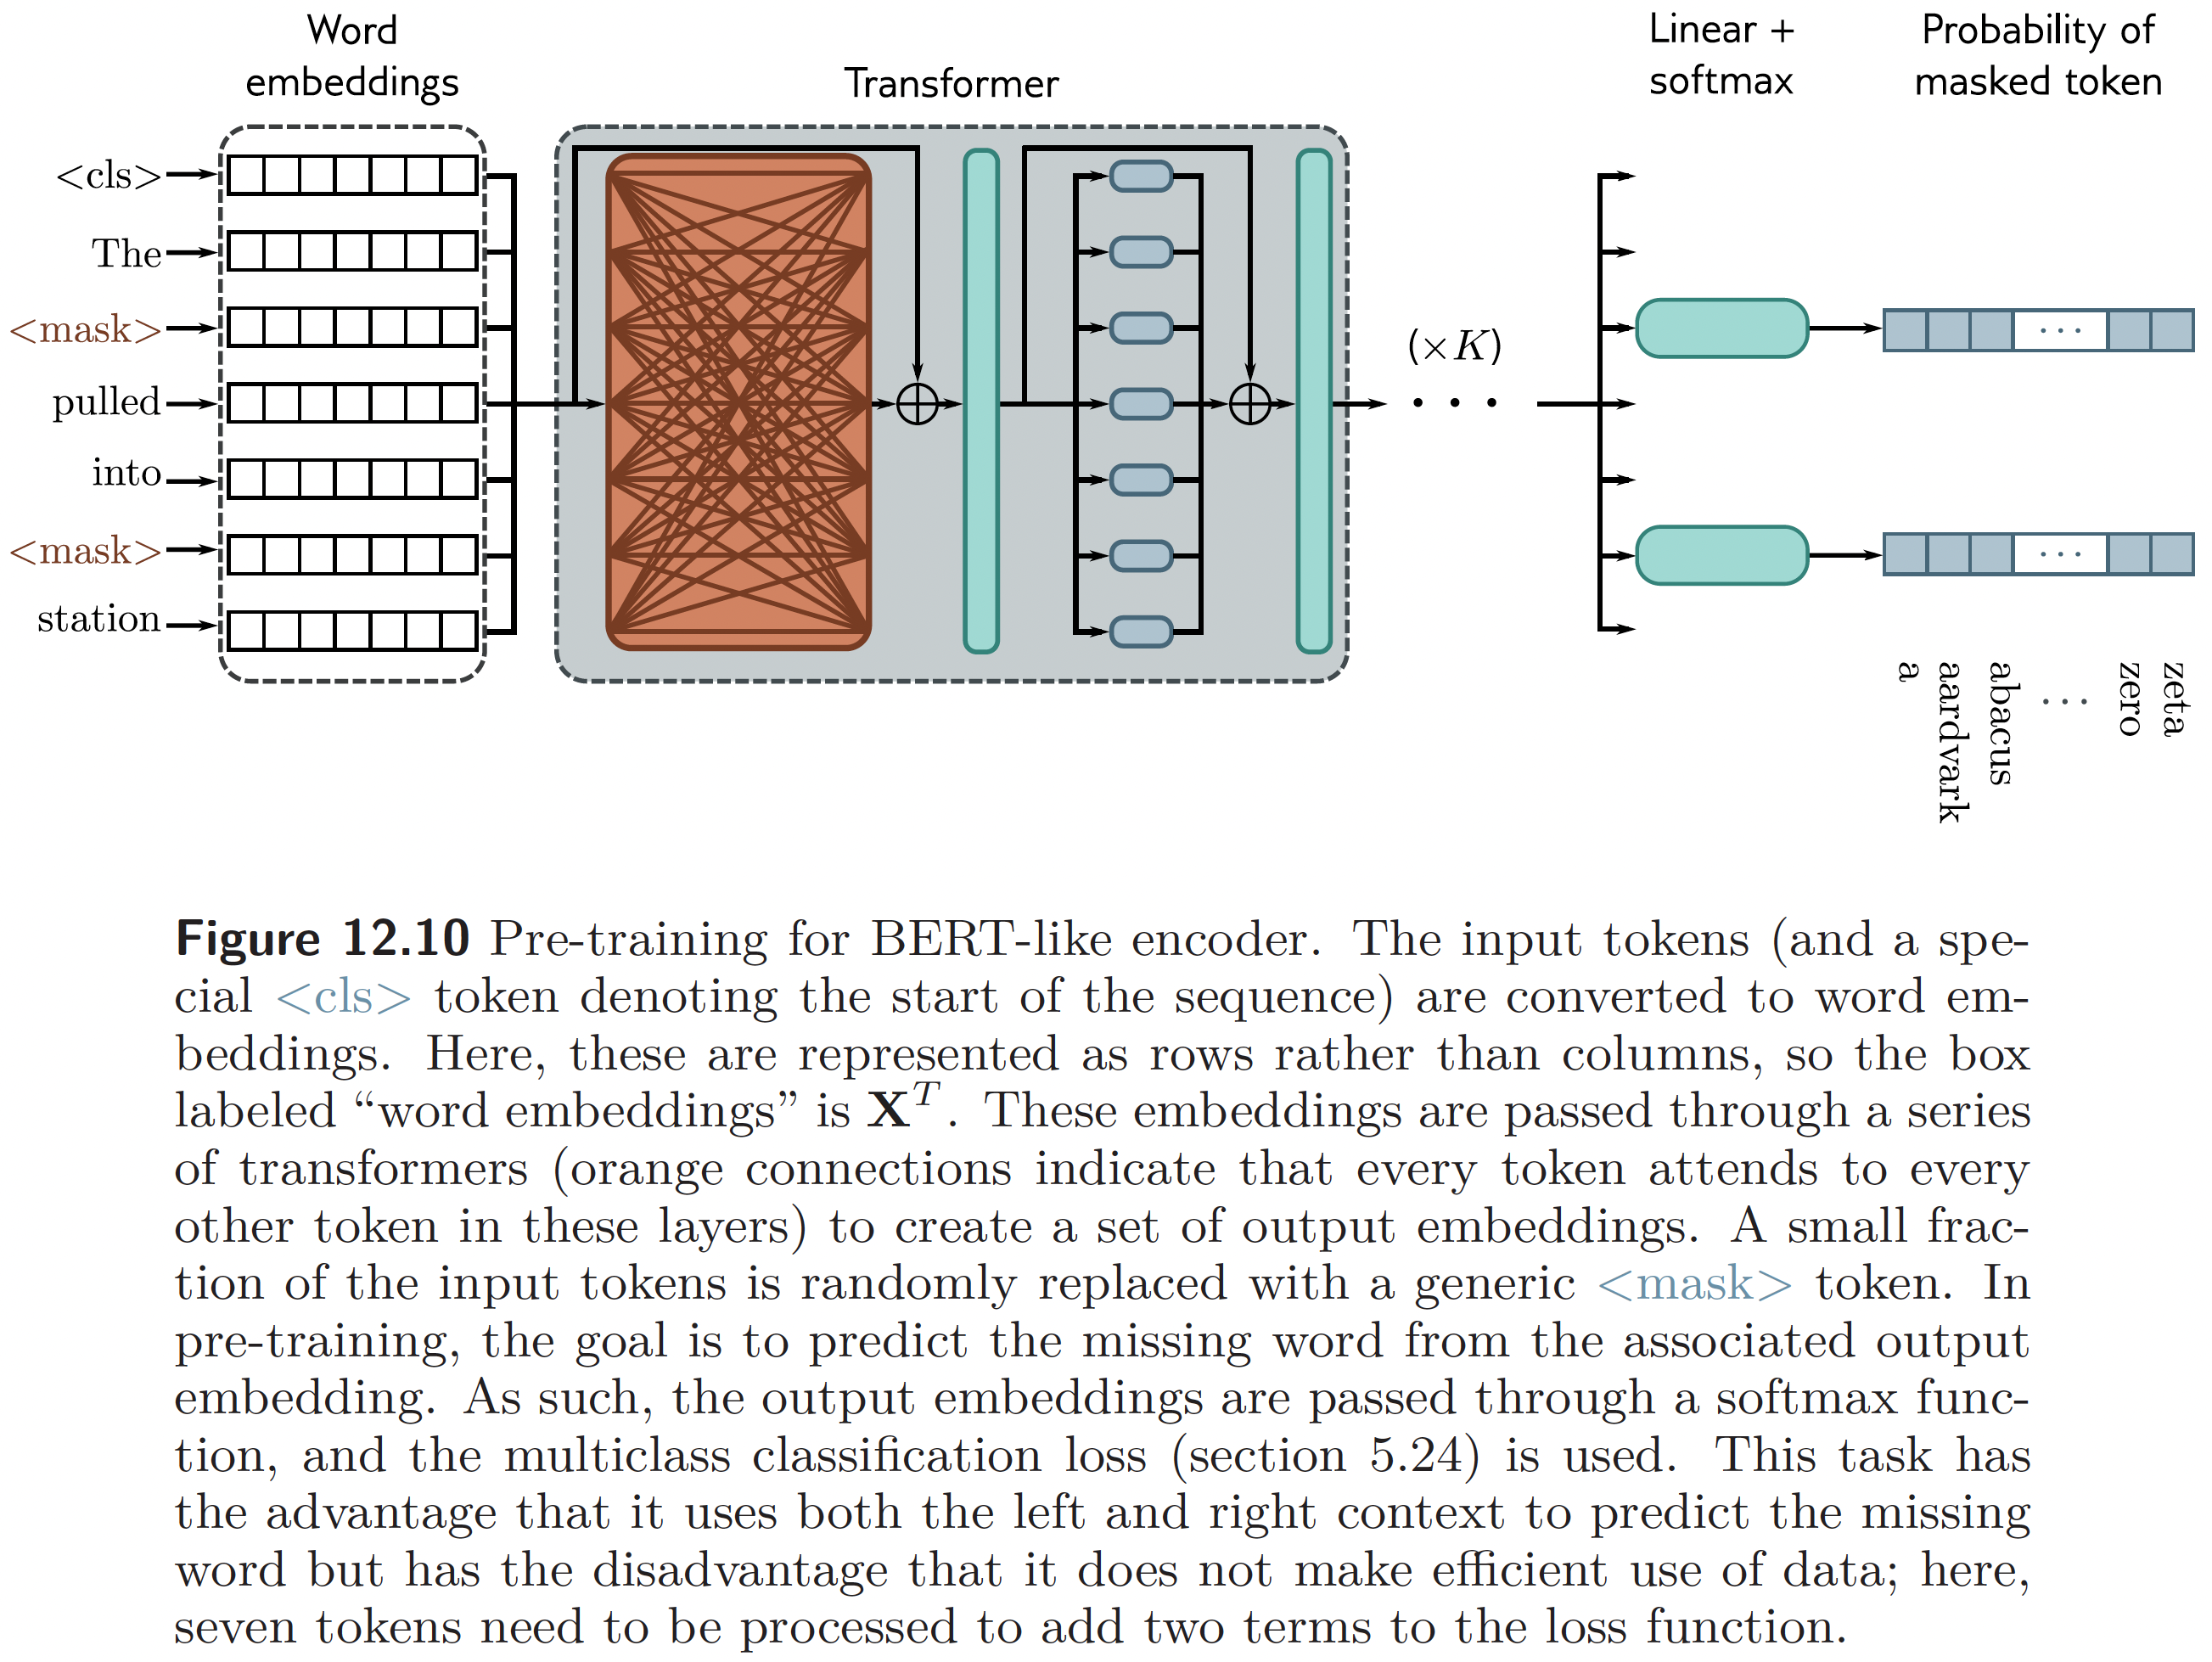 Word
embeddings
Transformer
Linear +
softmax
Probability of
masked token
<cls>
The
<mask>
pulled
into
<mask>
station
(×K)
· · ·
· · ·
· · ·
a
aardvark
abacus
· · ·
zero
zeta
Figure 12.10 Pre-training for BERT-like encoder. The input tokens (and a spe-
cial <cls> token denoting the start of the sequence) are converted to word em-
beddings. Here, these are represented as rows rather than columns, so the box
labeled “word embeddings” is X^T. These embeddings are passed through a series
of transformers (orange connections indicate that every token attends to every
other token in these layers) to create a set of output embeddings. A small frac-
tion of the input tokens is randomly replaced with a generic <mask> token. In
pre-training, the goal is to predict the missing word from the associated output
embedding. As such, the output embeddings are passed through a softmax func-
tion, and the multiclass classification loss (section 5.24) is used. This task has
the advantage that it uses both the left and right context to predict the missing
word but has the disadvantage that it does not make efficient use of data; here,
seven tokens need to be processed to add two terms to the loss function.